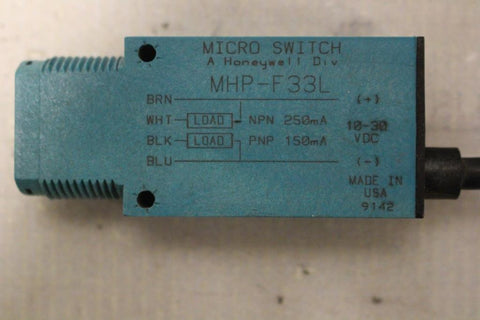 MICRO SWITCH
A Honeywell Div
MHP-F33L
BRN (+)
WHT LOAD NPN 250mA 10-30
BLK LOAD PNP 150mA VDC
BLU (-)
MADE IN
USA
9142